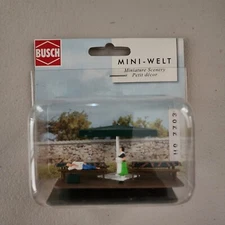 BUSCH
MINI-WELT
Miniature Scenery
Petit décor